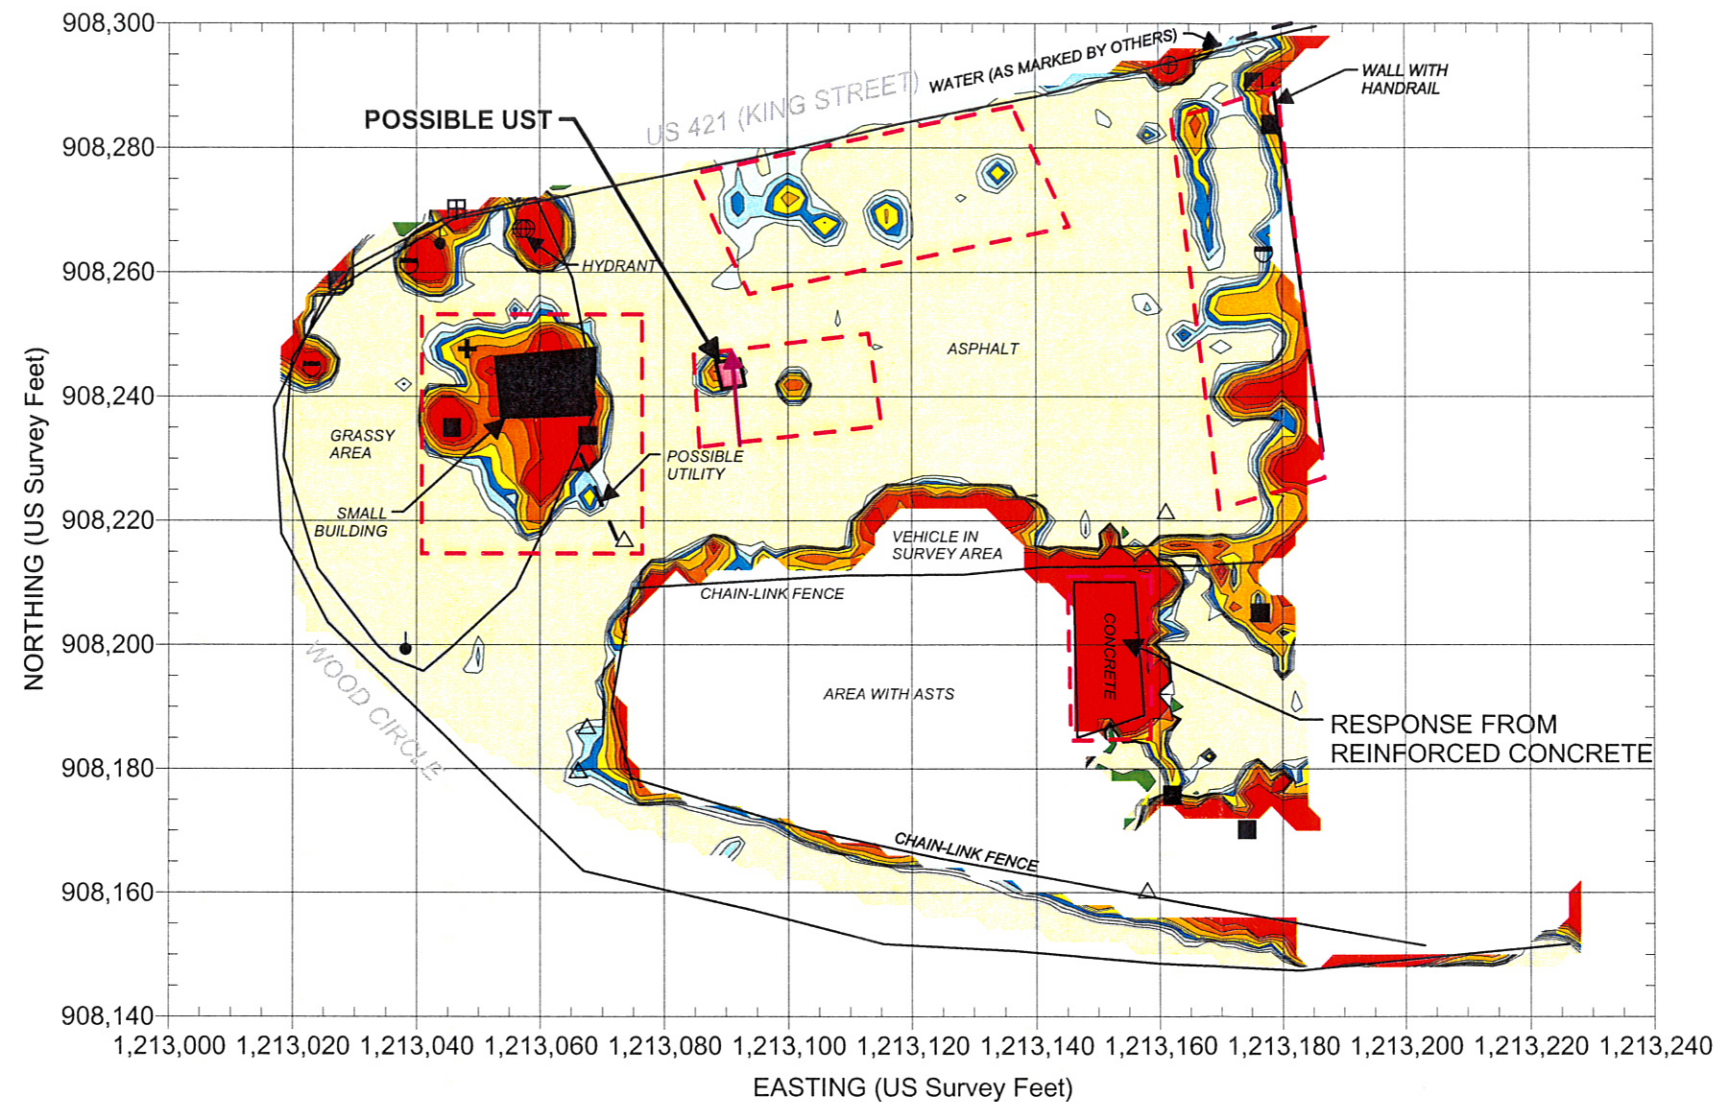 908,300
908,280
908,260
908,240
908,220
908,200
908,180
908,160
908,140
NORTHING (US Survey Feet)
US 421 (KING STREET)
WATER (AS MARKED BY OTHERS)
WALL WITH
HANDRAIL
POSSIBLE UST
HYDRANT
ASPHALT
GRASSY
AREA
POSSIBLE
UTILITY
SMALL
BUILDING
VEHICLE IN
SURVEY AREA
CHAIN-LINK FENCE
CONCRETE
AREA WITH ASTS
WOOD CIRCLE
RESPONSE FROM
REINFORCED CONCRETE
CHAIN-LINK FENCE
1,213,000 1,213,020 1,213,040 1,213,060 1,213,080 1,213,100 1,213,120 1,213,140 1,213,160 1,213,180 1,213,200 1,213,220 1,213,240
EASTING (US Survey Feet)